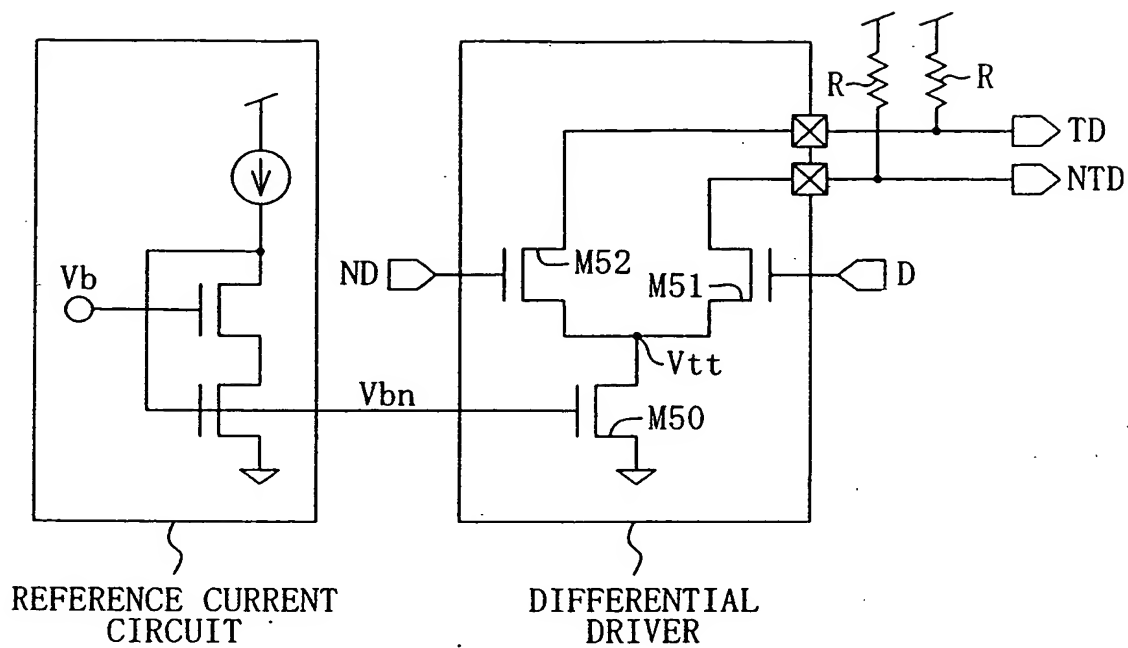 R
R
TD
NTD
Vb
ND
M52
M51
D
Vtt
Vbn
M50
REFERENCE CURRENT
CIRCUIT
DIFFERENTIAL
DRIVER